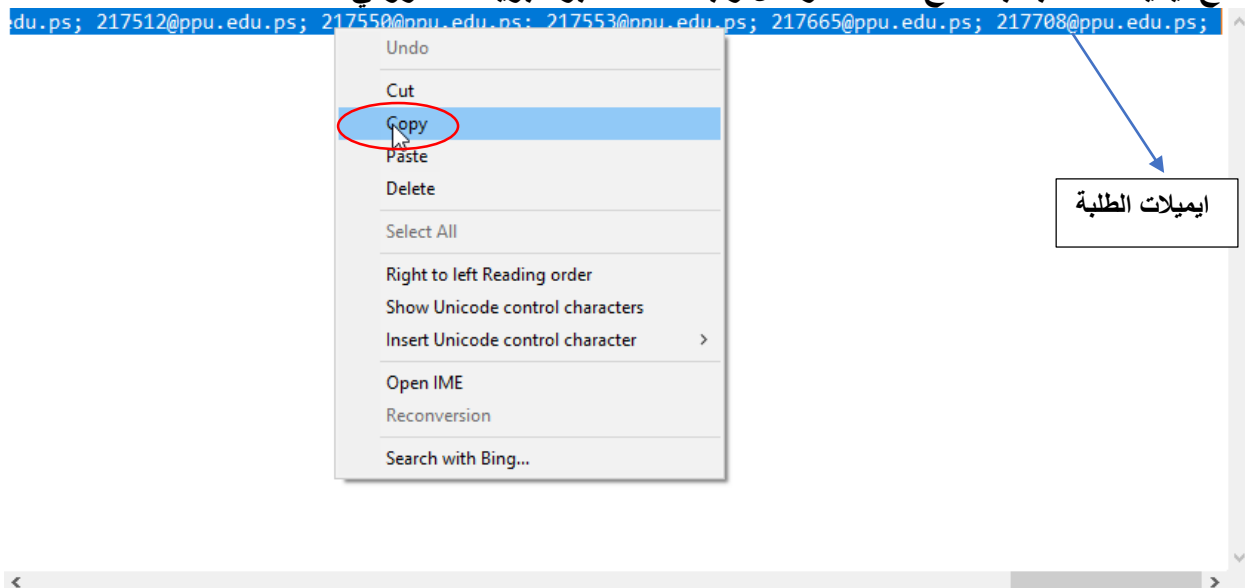 edu.ps; 217512@ppu.edu.ps; 217550@ppu.edu.ps; 217553@ppu.edu.ps; 217665@ppu.edu.ps; 217708@ppu.edu.ps;
Undo
Cut
Copy
Paste
Delete
ايميلات الطلبة
Select All
Right to left Reading order
Show Unicode control characters
Insert Unicode control character
Open IME
Reconversion
Search with Bing...